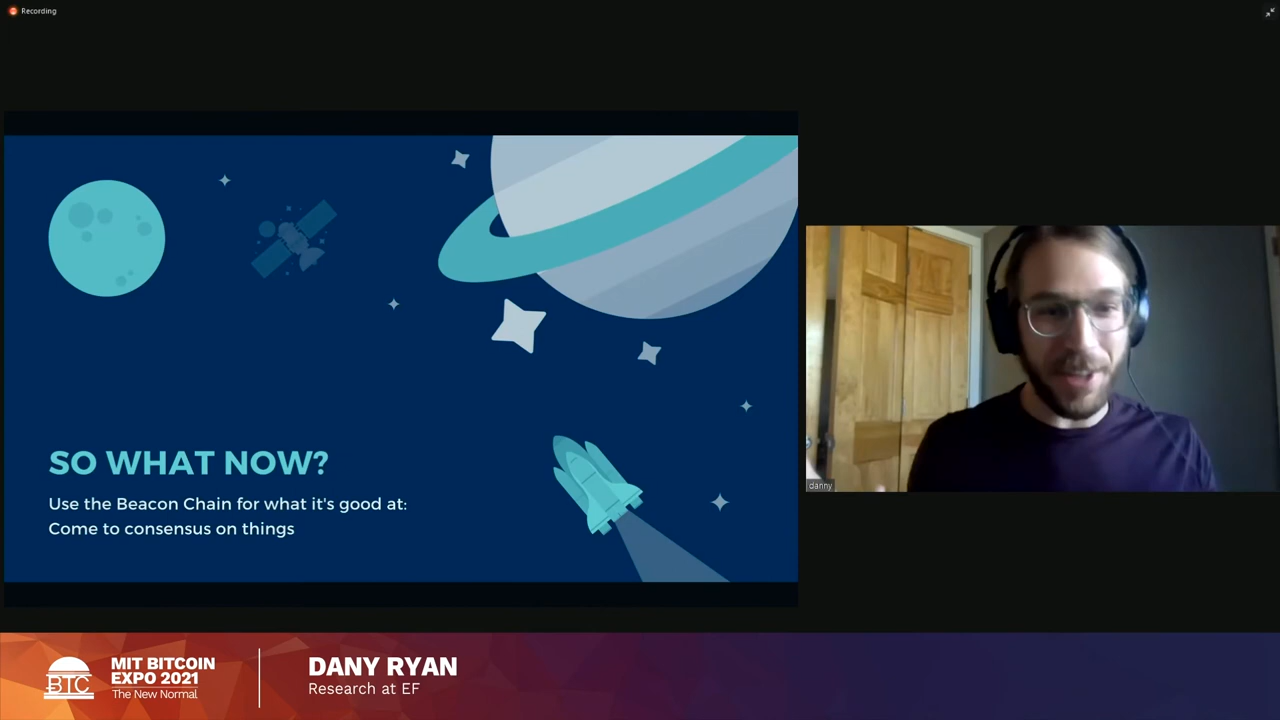 Recording
SO WHAT NOW?
Use the Beacon Chain for what it's good at:
Come to consensus on things
danny
BTC
MIT BITCOIN
EXPO 2021
The New Normal
DANY RYAN
Research at EF